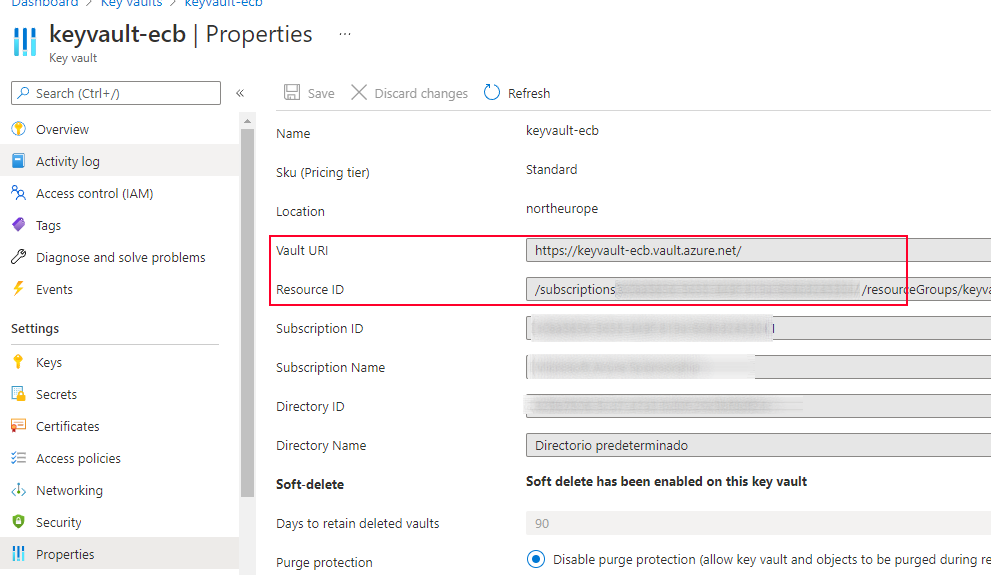 Dashboard > Key vaults > keyvault-ecb
keyvault-ecb | Properties ...
Key vault
Search (Ctrl+/)
«
Save
Discard changes
Refresh
Overview
Activity log
Access control (IAM)
Tags
Diagnose and solve problems
Events
Settings
Keys
Secrets
Certificates
Access policies
Networking
Security
Properties
Name keyvault-ecb
Sku (Pricing tier) Standard
Location northeurope
Vault URI https://keyvault-ecb.vault.azure.net/
Resource ID /subscriptions /resourceGroups/keyva
Subscription ID
Subscription Name
Directory ID
Directory Name Directorio predeterminado
Soft-delete Soft delete has been enabled on this key vault
Days to retain deleted vaults 90
Purge protection Disable purge protection (allow key vault and objects to be purged during re